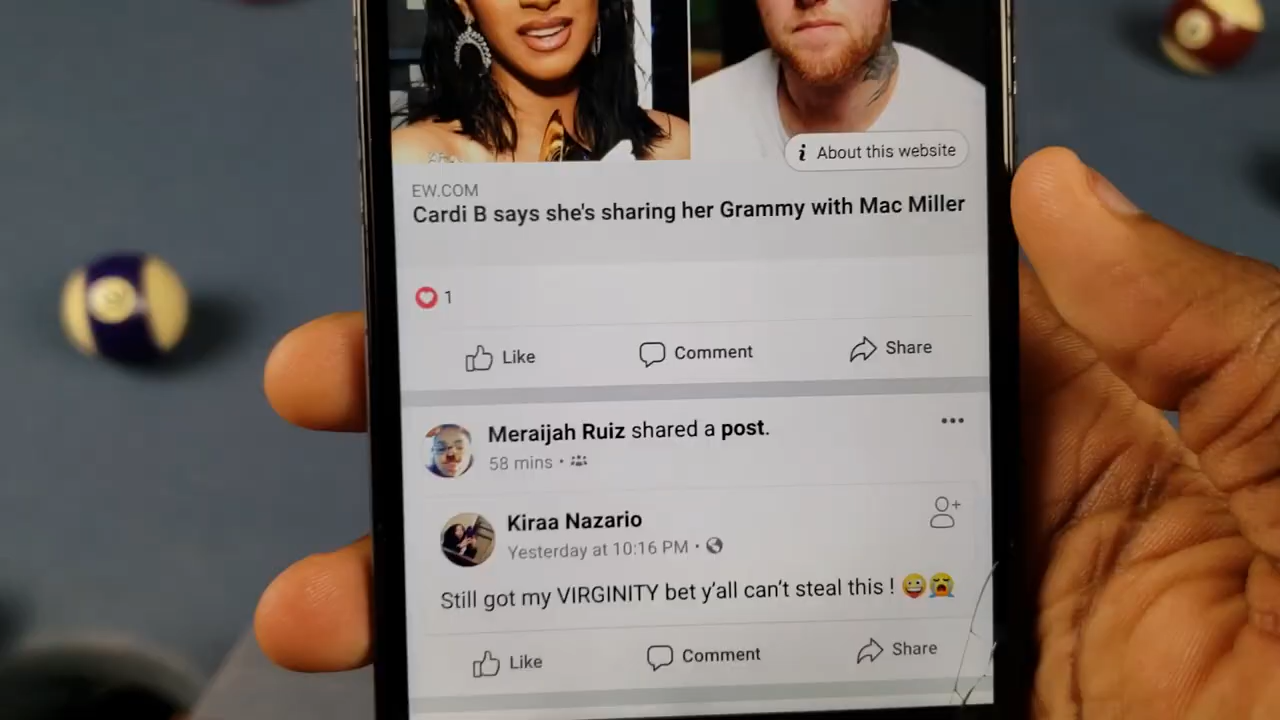 About this website
EW.COM
Cardi B says she's sharing her Grammy with Mac Miller
1
Like
Comment
Share
Meraijah Ruiz shared a post.
58 mins •
Kiraa Nazario
Yesterday at 10:16 PM •
Still got my VIRGINITY bet y'all can't steal this ! 😀😭
Like
Comment
Share